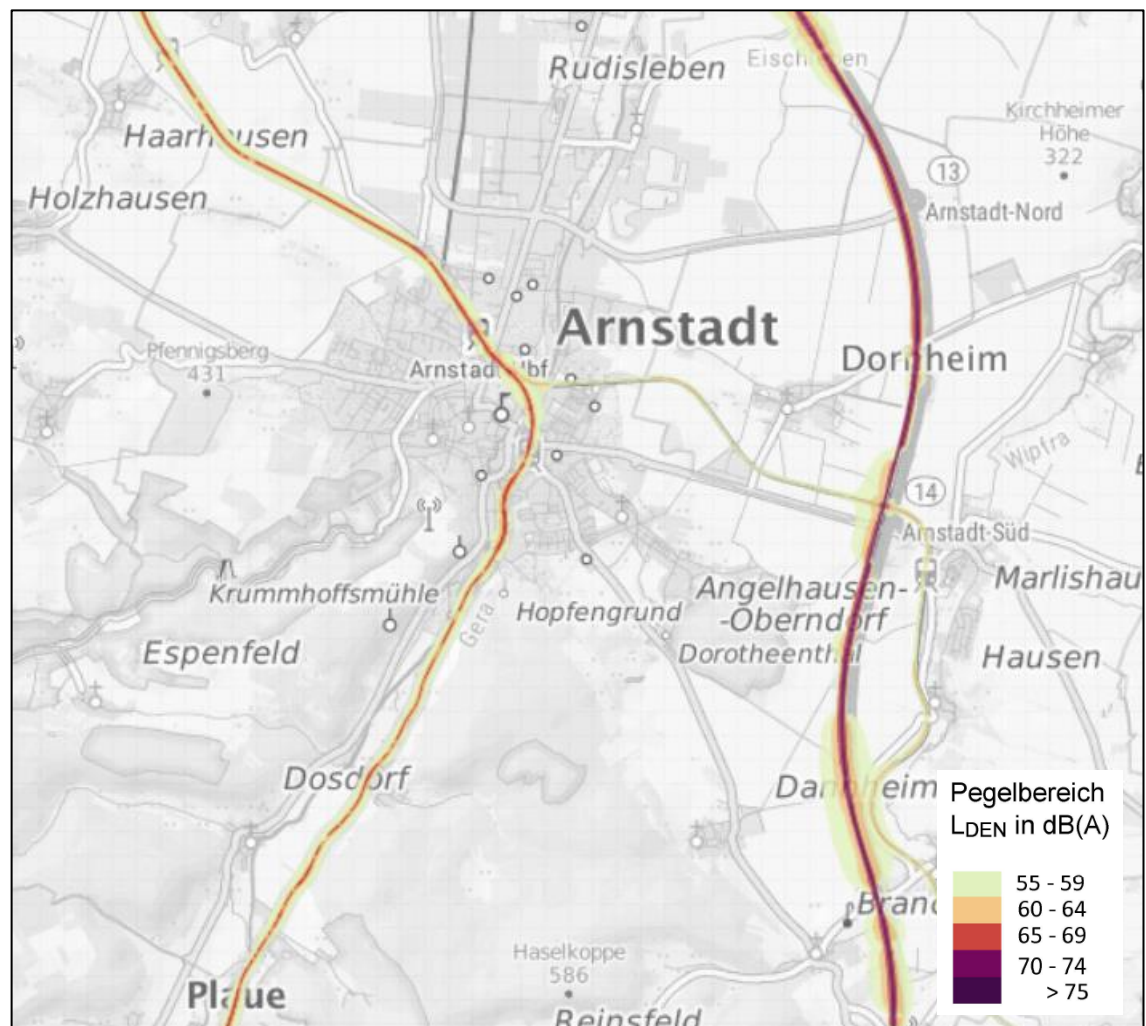 Eischleben
Rudisleben
Kirchheimer
Höhe
322
Haarhausen
13
Holzhausen
Arnstadt-Nord
Arnstadt
Pfennigsberg
431
Dornheim
Arnstadt Hbf
Wipfra
14
Arnstadt-Süd
Krummhoffsmühle
Angelhausen-
-Oberndorf
Marlishau
Hopfengrund
Gera
Espenfeld
Dorotheenthal
Hausen
Dosdorf
Dannheim
Pegelbereich
LDEN in dB(A)
55 - 59
60 - 64
65 - 69
70 - 74
> 75
Branc
Haselkoppe
586
Plaue
Reinsfeld